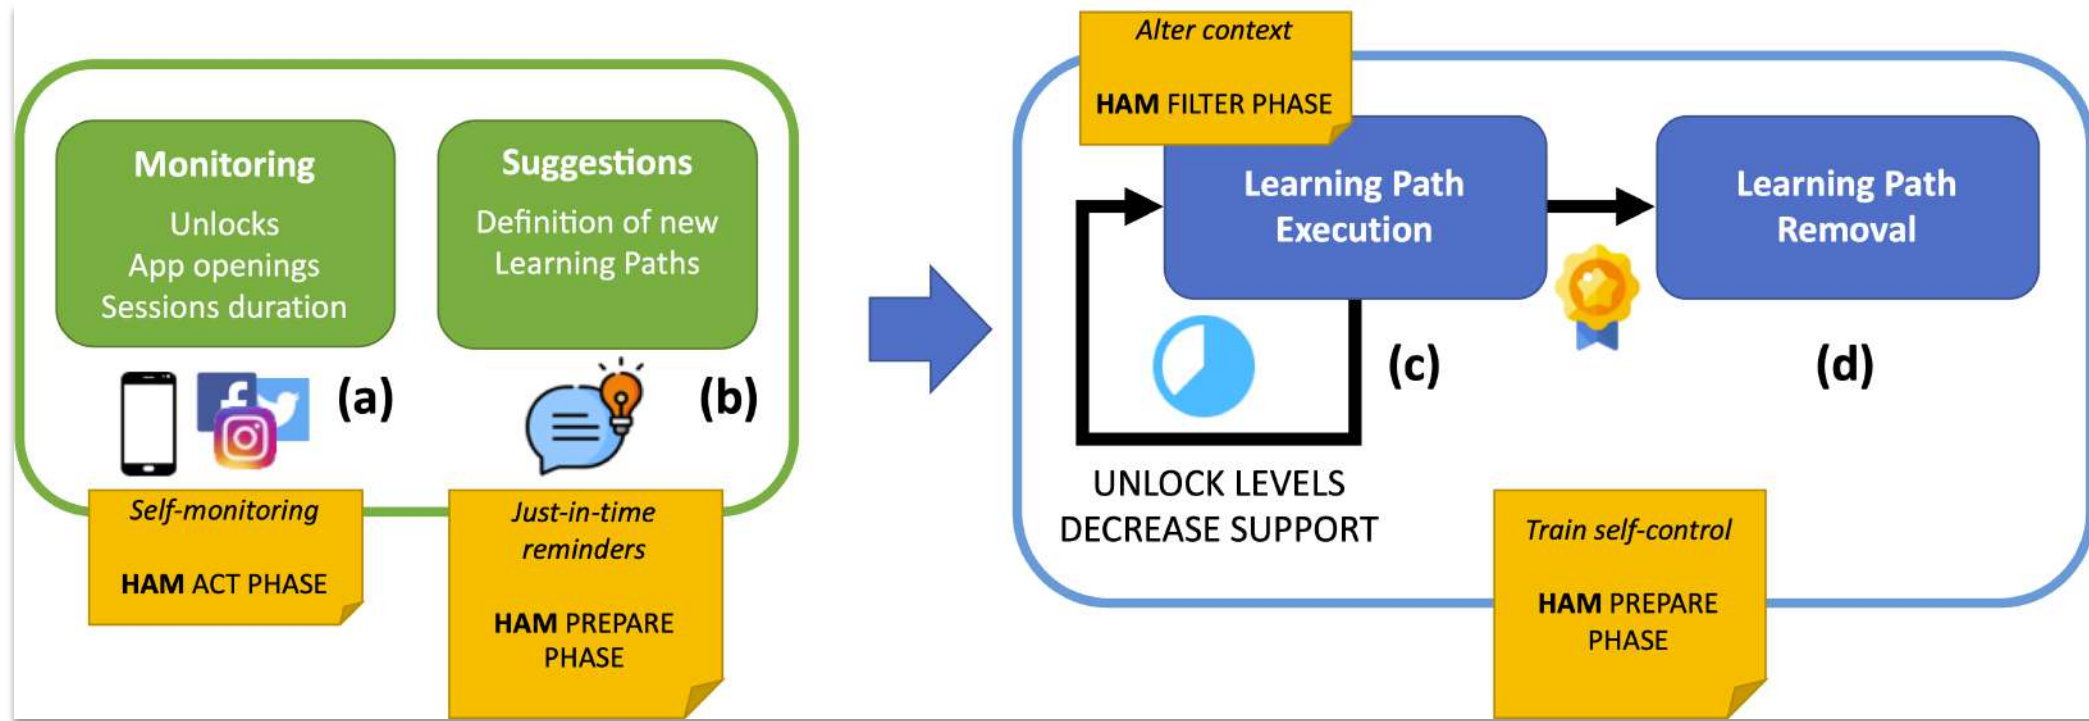 Monitoring
Unlocks
App openings
Sessions duration
(a)
Self-monitoring
HAM ACT PHASE
Suggestions
Definition of new
Learning Paths
(b)
Just-in-time
reminders
HAM PREPARE
PHASE
Alter context
HAM FILTER PHASE
Learning Path
Execution
(c)
UNLOCK LEVELS
DECREASE SUPPORT
Learning Path
Removal
(d)
Train self-control
HAM PREPARE
PHASE